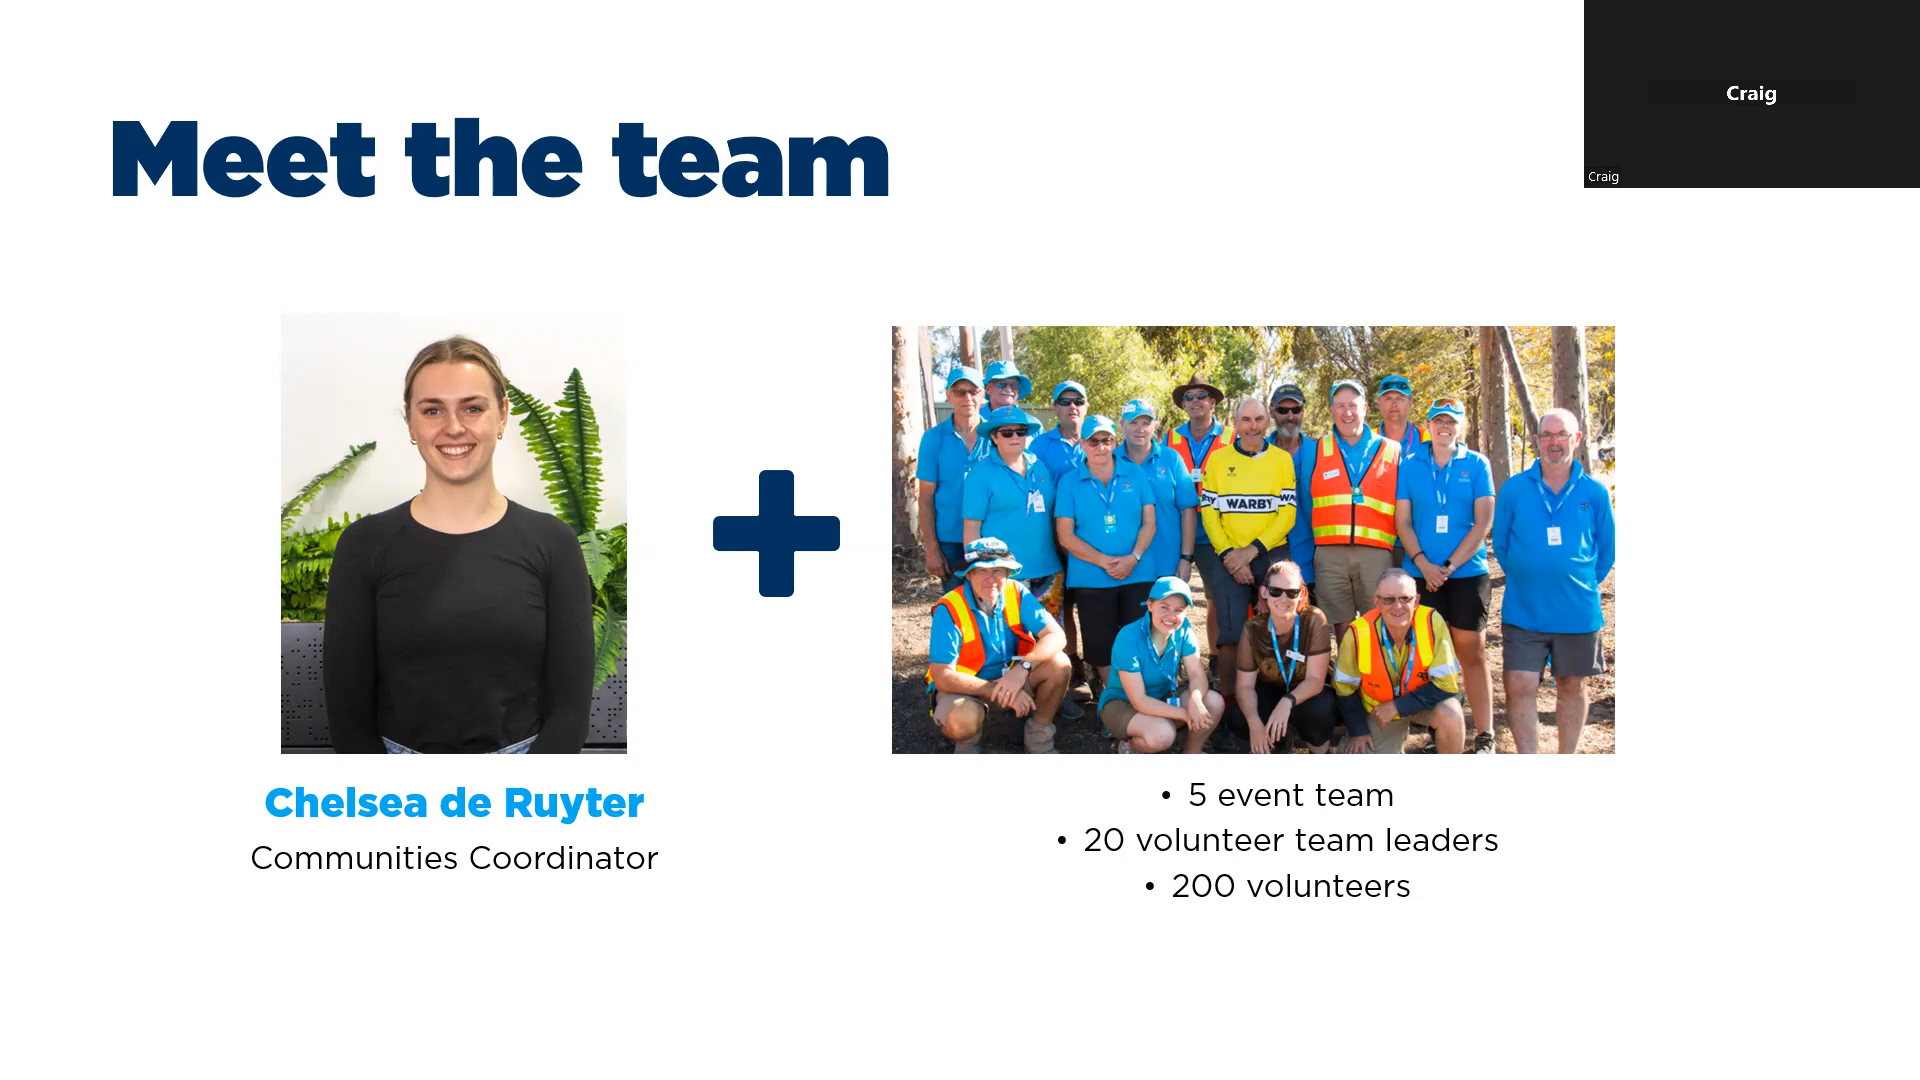 Craig
Craig
Meet the team
WARBY
Chelsea de Ruyter
Communities Coordinator
• 5 event team
• 20 volunteer team leaders
• 200 volunteers